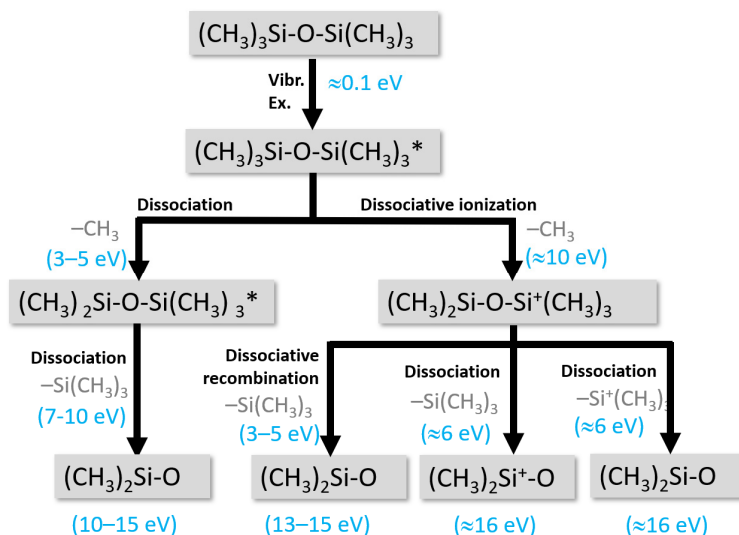 (CH₃)₃Si-O-Si(CH₃)₃
Vibr.
Ex.
≈0.1 eV
(CH₃)₃Si-O-Si(CH₃)₃*
Dissociation
Dissociative ionization
–CH₃
(3–5 eV)
–CH₃
(≈10 eV)
(CH₃) ₂Si-O-Si(CH₃) ₃*
(CH₃)₂Si-O-Si⁺(CH₃)₃
Dissociation
–Si(CH₃)₃
(7-10 eV)
Dissociative
recombination
–Si(CH₃)₃
(3–5 eV)
Dissociation
–Si(CH₃)₃
(≈6 eV)
Dissociation
–Si⁺(CH₃)₃
(≈6 eV)
(CH₃)₂Si-O
(CH₃)₂Si-O
(CH₃)₂Si⁺-O
(CH₃)₂Si-O
(10–15 eV)
(13–15 eV)
(≈16 eV)
(≈16 eV)